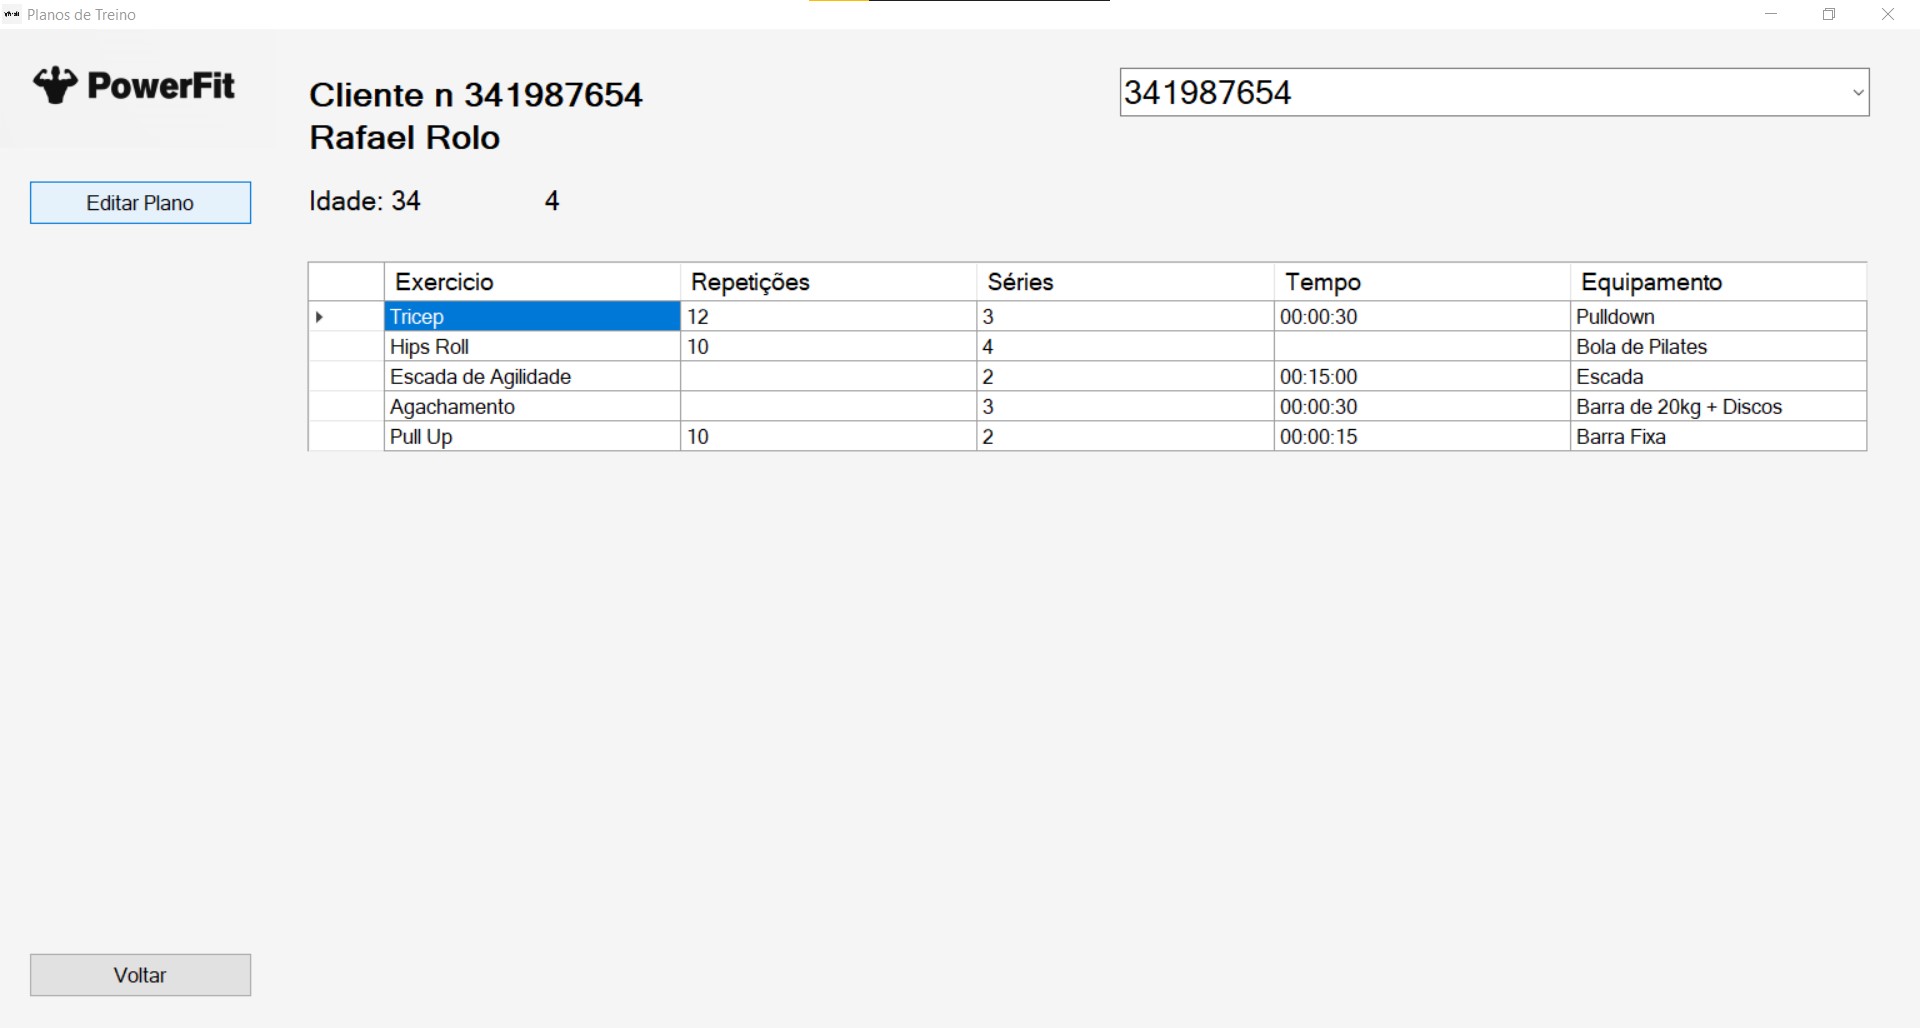 Planos de Treino
PowerFit
Cliente n 341987654
Rafael Rolo
341987654
Editar Plano
Idade: 34 4
Exercicio Repetições Séries Tempo Equipamento
Tricep 12 3 00:00:30 Pulldown
Hips Roll 10 4 Bola de Pilates
Escada de Agilidade 2 00:15:00 Escada
Agachamento 3 00:00:30 Barra de 20kg + Discos
Pull Up 10 2 00:00:15 Barra Fixa
Voltar